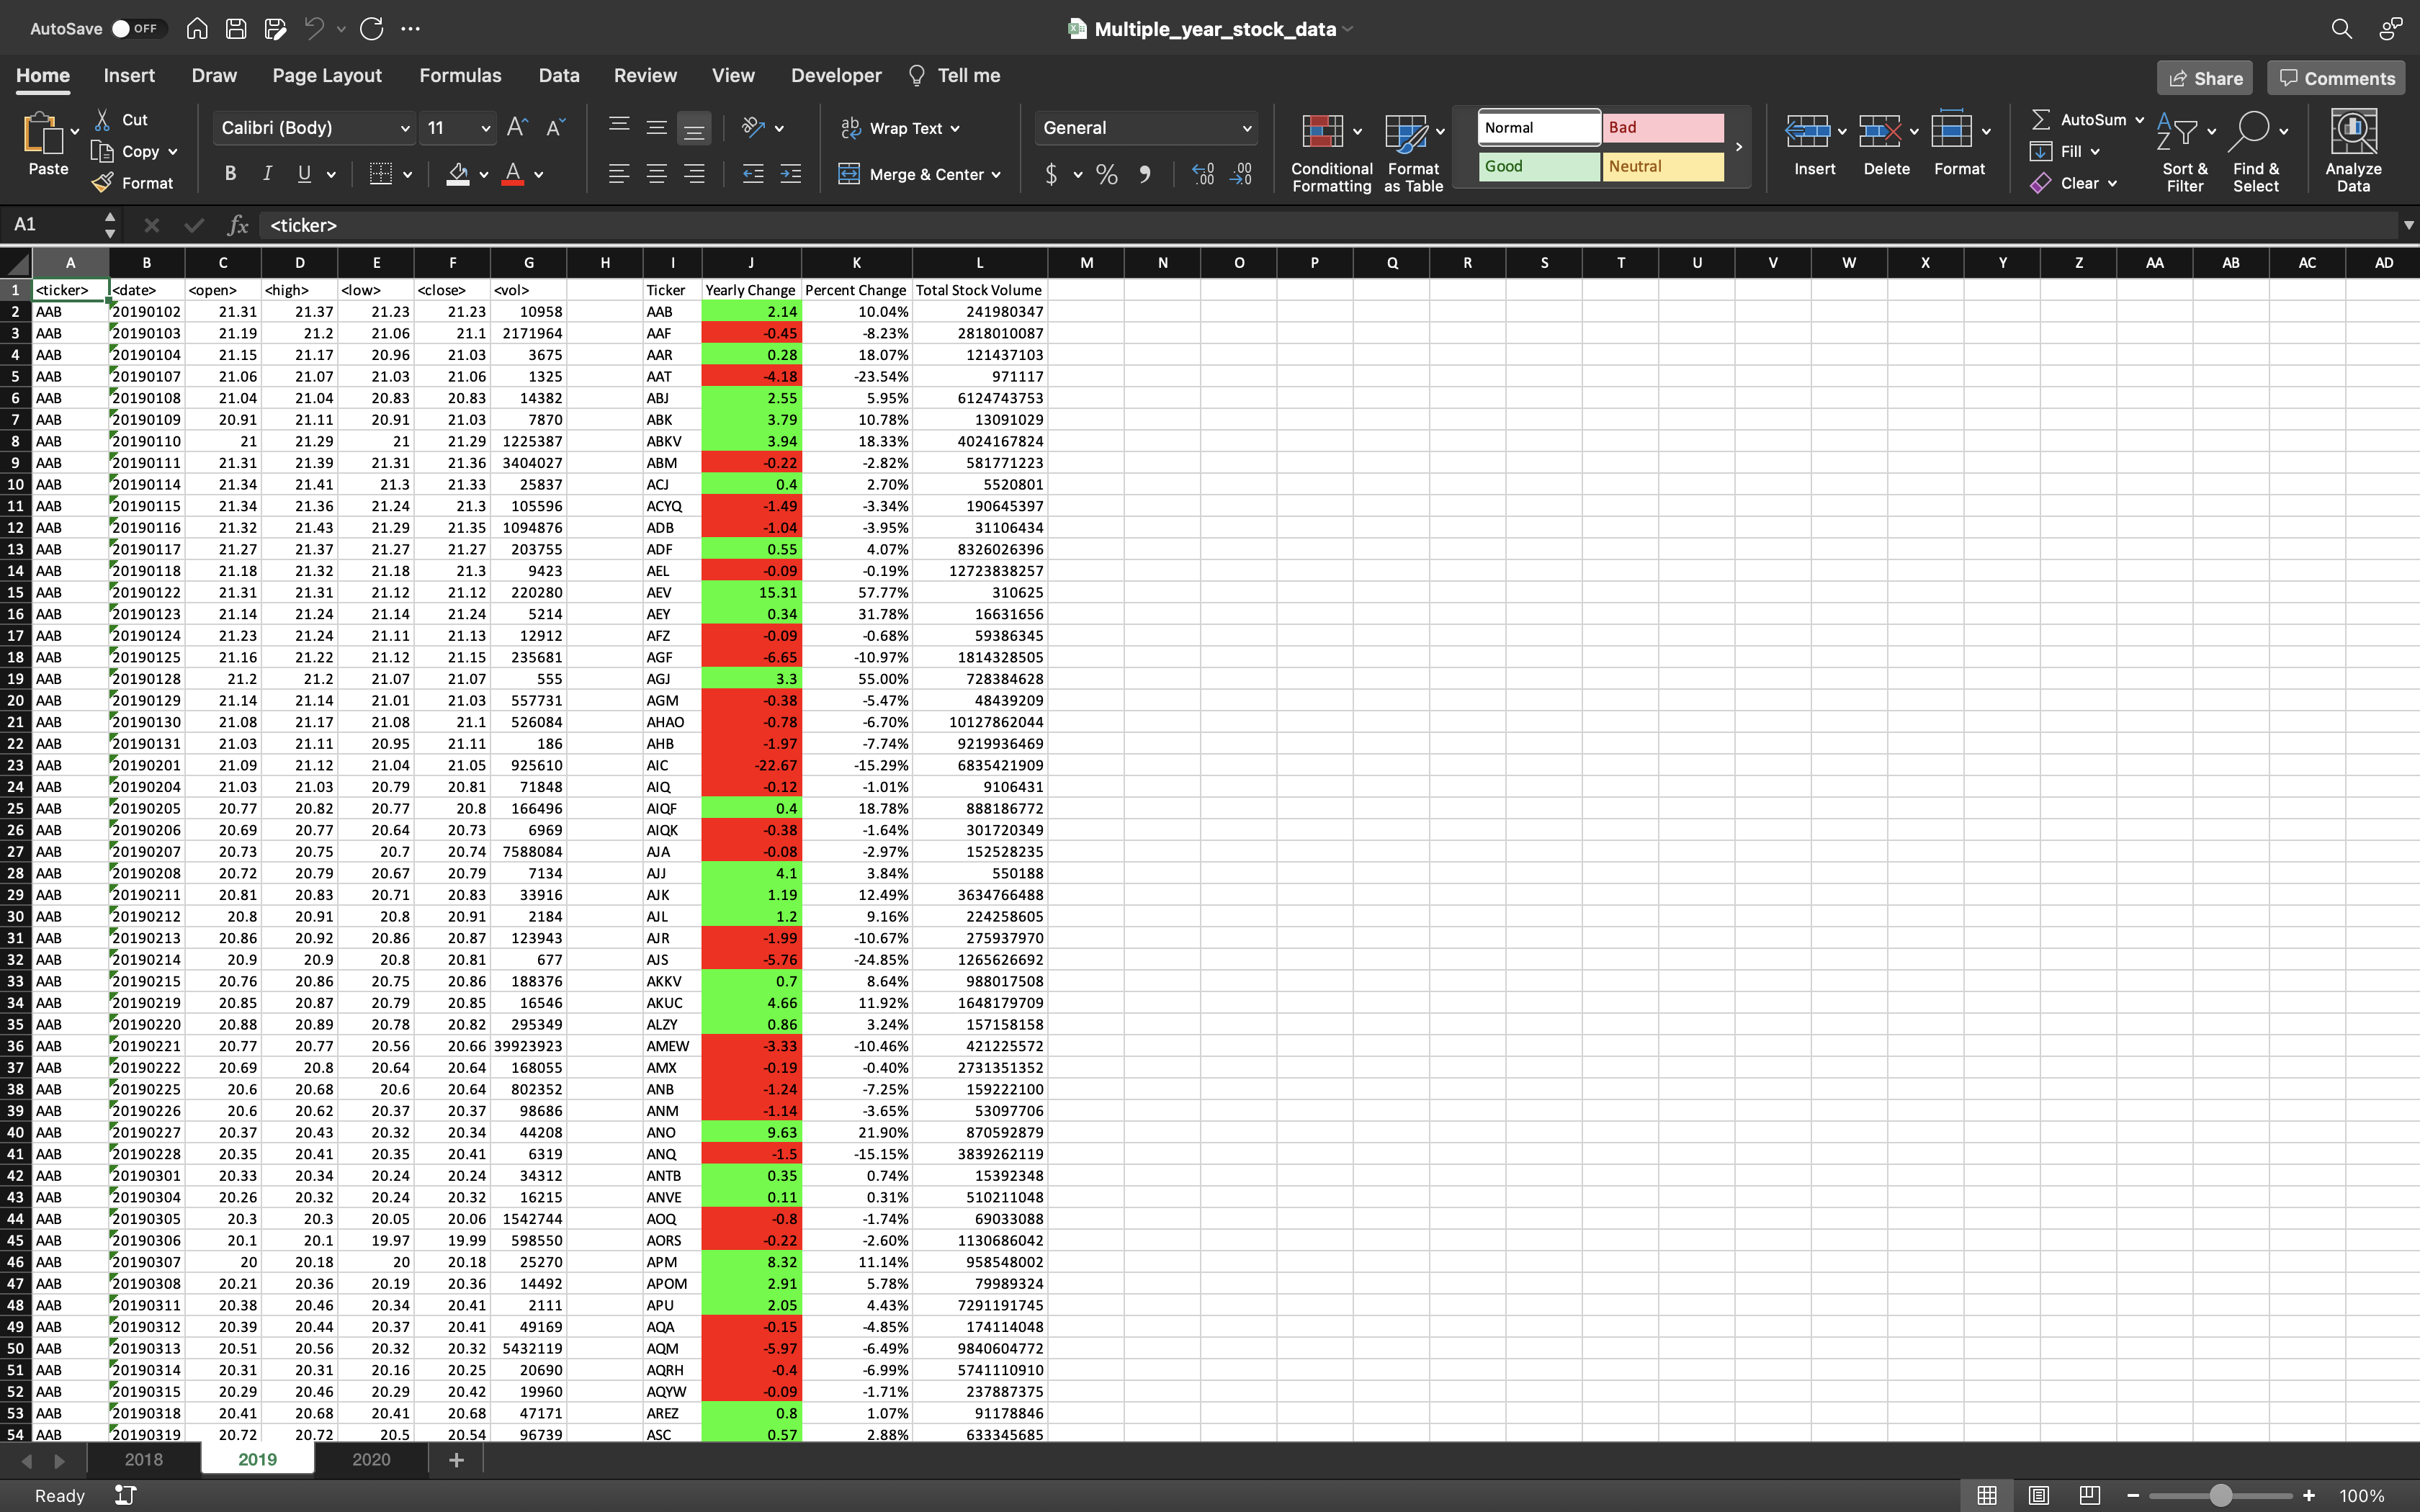 AutoSave OFF Multiple_year_stock_data
Home Insert Draw Page Layout Formulas Data Review View Developer Tell me Share Comments
Paste Cut Copy Format Calibri (Body) 11 Wrap Text General Conditional Formatting Format as Table Normal Bad Insert Delete Format AutoSum Fill Clear Sort & Filter Find & Select Analyze Data
B I U Merge & Center $ % Good Neutral
A1 fx <ticker>
A B C D E F G H I J K L M N O P Q R S T U V W X Y Z AA AB AC AD
1 <ticker> <date> <open> <high> <low> <close> <vol> Ticker Yearly Change Percent Change Total Stock Volume
2 AAB 20190102 21.31 21.37 21.23 21.23 10958 AAB 2.14 10.04% 241980347
3 AAB 20190103 21.19 21.2 21.06 21.1 2171964 AAF -0.45 -8.23% 2818010087
4 AAB 20190104 21.15 21.17 20.96 21.03 3675 AAR 0.28 18.07% 121437103
5 AAB 20190107 21.06 21.07 21.03 21.06 1325 AAT -4.18 -23.54% 971117
6 AAB 20190108 21.04 21.04 20.83 20.83 14382 ABJ 2.55 5.95% 6124743753
7 AAB 20190109 20.91 21.11 20.91 21.03 7870 ABK 3.79 10.78% 13091029
8 AAB 20190110 21 21.29 21 21.29 1225387 ABKV 3.94 18.33% 4024167824
9 AAB 20190111 21.31 21.39 21.31 21.36 3404027 ABM -0.22 -2.82% 581771223
10 AAB 20190114 21.34 21.41 21.3 21.33 25837 ACJ 0.4 2.70% 5520801
11 AAB 20190115 21.34 21.36 21.24 21.3 105596 ACYQ -1.49 -3.34% 190645397
12 AAB 20190116 21.32 21.43 21.29 21.35 1094876 ADB -1.04 -3.95% 31106434
13 AAB 20190117 21.27 21.37 21.27 21.27 203755 ADF 0.55 4.07% 8326026396
14 AAB 20190118 21.18 21.32 21.18 21.3 9423 AEL -0.09 -0.19% 12723838257
15 AAB 20190122 21.31 21.31 21.12 21.12 220280 AEV 15.31 57.77% 310625
16 AAB 20190123 21.14 21.24 21.14 21.24 5214 AEY 0.34 31.78% 16631656
17 AAB 20190124 21.23 21.24 21.11 21.13 12912 AFZ -0.09 -0.68% 59386345
18 AAB 20190125 21.16 21.22 21.12 21.15 235681 AGF -6.65 -10.97% 1814328505
19 AAB 20190128 21.2 21.2 21.07 21.07 555 AGJ 3.3 55.00% 728384628
20 AAB 20190129 21.14 21.14 21.01 21.03 557731 AGM -0.38 -5.47% 48439209
21 AAB 20190130 21.08 21.17 21.08 21.1 526084 AHAO -0.78 -6.70% 10127862044
22 AAB 20190131 21.03 21.11 20.95 21.11 186 AHB -1.97 -7.74% 9219936469
23 AAB 20190201 21.09 21.12 21.04 21.05 925610 AIC -22.67 -15.29% 6835421909
24 AAB 20190204 21.03 21.03 20.79 20.81 71848 AIQ -0.12 -1.01% 9106431
25 AAB 20190205 20.77 20.82 20.77 20.8 166496 AIQF 0.4 18.78% 888186772
26 AAB 20190206 20.69 20.77 20.64 20.73 6969 AIQK -0.38 -1.64% 301720349
27 AAB 20190207 20.73 20.75 20.7 20.74 7588084 AJA -0.08 -2.97% 152528235
28 AAB 20190208 20.72 20.79 20.67 20.79 7134 AJJ 4.1 3.84% 550188
29 AAB 20190211 20.81 20.83 20.71 20.83 33916 AJK 1.19 12.49% 3634766488
30 AAB 20190212 20.8 20.91 20.8 20.91 2184 AJL 1.2 9.16% 224258605
31 AAB 20190213 20.86 20.92 20.86 20.87 123943 AJR -1.99 -10.67% 275937970
32 AAB 20190214 20.9 20.9 20.8 20.81 677 AJS -5.76 -24.85% 1265626692
33 AAB 20190215 20.76 20.86 20.75 20.86 188376 AKKV 0.7 8.64% 988017508
34 AAB 20190219 20.85 20.87 20.79 20.85 16546 AKUC 4.66 11.92% 1648179709
35 AAB 20190220 20.88 20.89 20.78 20.82 295349 ALZY 0.86 3.24% 157158158
36 AAB 20190221 20.77 20.77 20.56 20.66 39923923 AMEW -3.33 -10.46% 421225572
37 AAB 20190222 20.69 20.8 20.64 20.64 168055 AMX -0.19 -0.40% 2731351352
38 AAB 20190225 20.6 20.68 20.6 20.64 802352 ANB -1.24 -7.25% 159222100
39 AAB 20190226 20.6 20.62 20.37 20.37 98686 ANM -1.14 -3.65% 53097706
40 AAB 20190227 20.37 20.43 20.32 20.34 44208 ANO 9.63 21.90% 870592879
41 AAB 20190228 20.35 20.41 20.35 20.41 6319 ANQ -1.5 -15.15% 3839262119
42 AAB 20190301 20.33 20.34 20.24 20.24 34312 ANTB 0.35 0.74% 15392348
43 AAB 20190304 20.26 20.32 20.24 20.32 16215 ANVE 0.11 0.31% 510211048
44 AAB 20190305 20.3 20.3 20.05 20.06 1542744 AOQ -0.8 -1.74% 69033088
45 AAB 20190306 20.1 20.1 19.97 19.99 598550 AORS -0.22 -2.60% 1130686042
46 AAB 20190307 20 20.18 20 20.18 25270 APM 8.32 11.14% 958548002
47 AAB 20190308 20.21 20.36 20.19 20.36 14492 APOM 2.91 5.78% 79989324
48 AAB 20190311 20.38 20.46 20.34 20.41 2111 APU 2.05 4.43% 7291191745
49 AAB 20190312 20.39 20.44 20.37 20.41 49169 AQA -0.15 -4.85% 174114048
50 AAB 20190313 20.51 20.56 20.32 20.32 5432119 AQM -5.97 -6.49% 9840604772
51 AAB 20190314 20.31 20.31 20.16 20.25 20690 AQRH -0.4 -6.99% 5741110910
52 AAB 20190315 20.29 20.46 20.29 20.42 19960 AQYW -0.09 -1.71% 237887375
53 AAB 20190318 20.41 20.68 20.41 20.68 47171 AREZ 0.8 1.07% 91178846
54 AAB 20190319 20.72 20.72 20.5 20.54 96739 ASC 0.57 2.88% 633345685
2018 2019 2020 +
Ready 100%